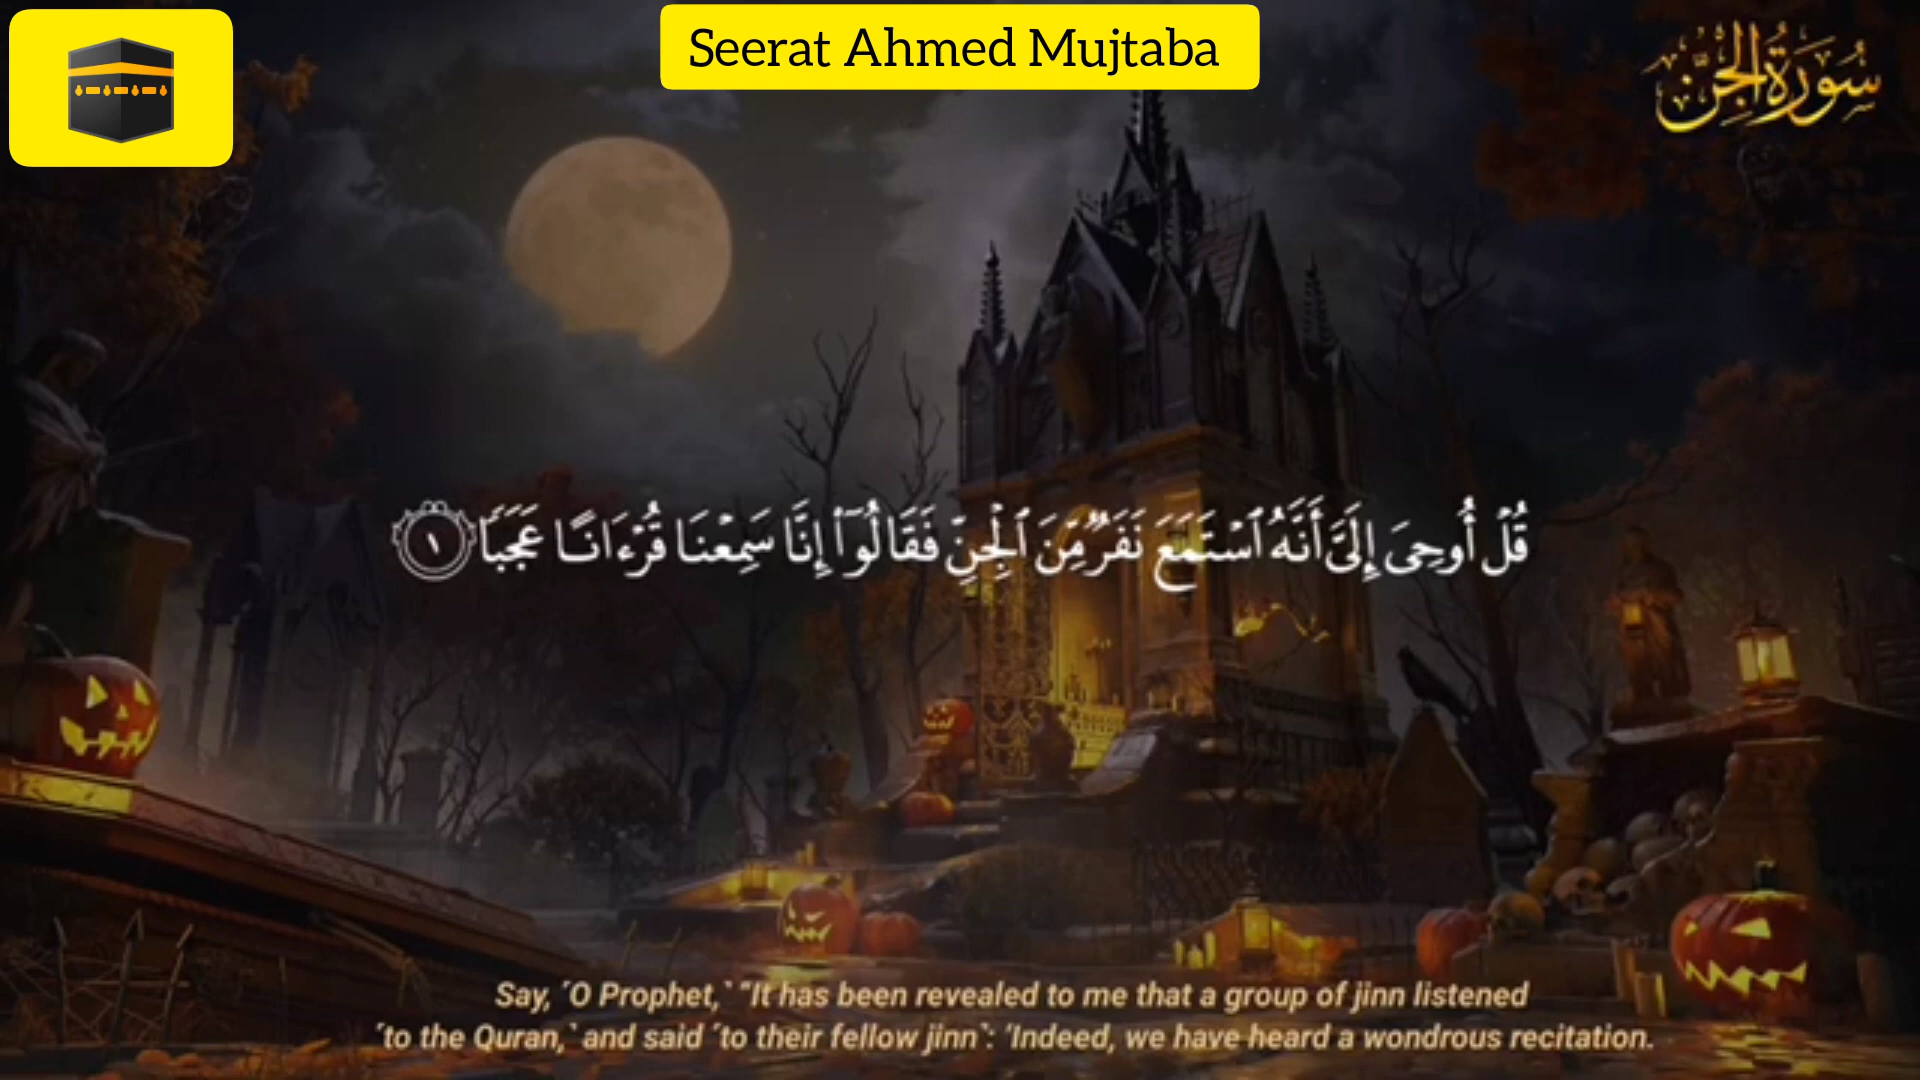 Seerat Ahmed Mujtaba
سُورَةُ الجِنّ
قُلۡ أُوحِيَ إِلَيَّ أَنَّهُ ٱسۡتَمَعَ نَفَرٞ مِّنَ ٱلۡجِنِّ فَقَالُوٓاْ إِنَّا سَمِعۡنَا قُرۡءَانًا عَجَبٗا ١
Say, ˹O Prophet,˺ “It has been revealed to me that a group of jinn listened
˹to the Quran,˺ and said ˹to their fellow jinn˺: ‘Indeed, we have heard a wondrous recitation.